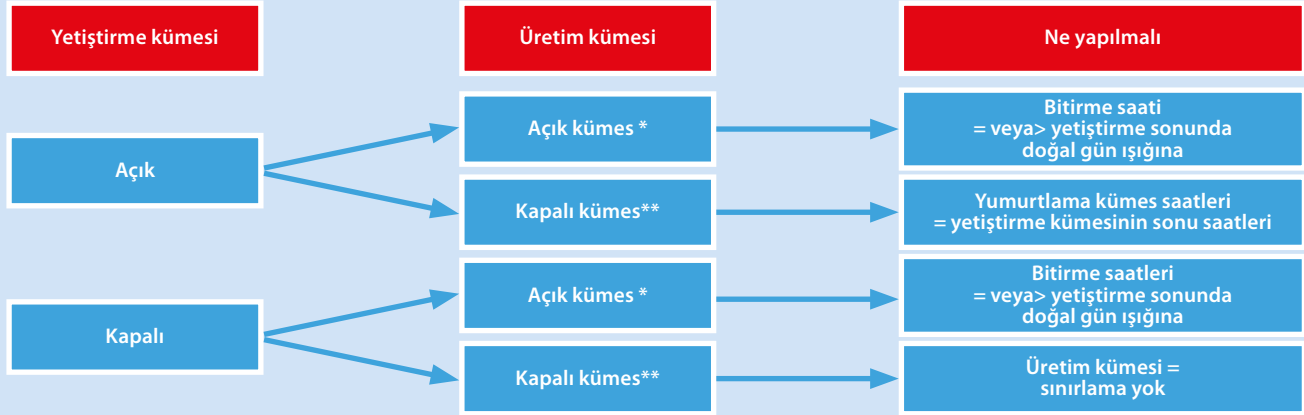 Yetiştirme kümesi
Üretim kümesi
Ne yapılmalı
Açık
Açık kümes *
Bitirme saati
= veya> yetiştirme sonunda
doğal gün ışığına
Kapalı kümes**
Yumurtlama kümes saatleri
= yetiştirme kümesinin sonu saatleri
Kapalı
Açık kümes *
Bitirme saatleri
= veya> yetiştirme sonunda
doğal gün ışığına
Kapalı kümes**
Üretim kümesi =
sınırlama yok